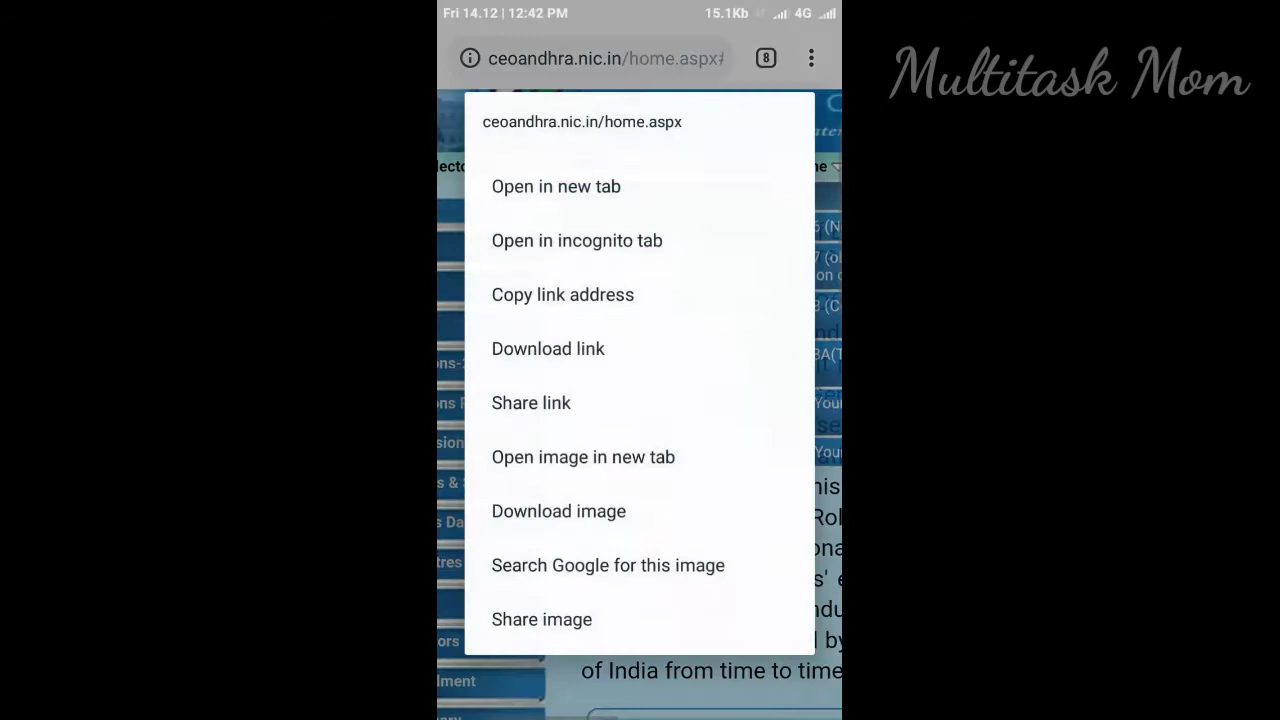 Fri 14.12 | 12:42 PM 15.1Kb 4G
ceoandhra.nic.in/home.aspx# 8
Multitask Mom
ceoandhra.nic.in/home.aspx
Open in new tab
Open in incognito tab
Copy link address
Download link
Share link
Open image in new tab
Download image
Search Google for this image
Share image
of India from time to time